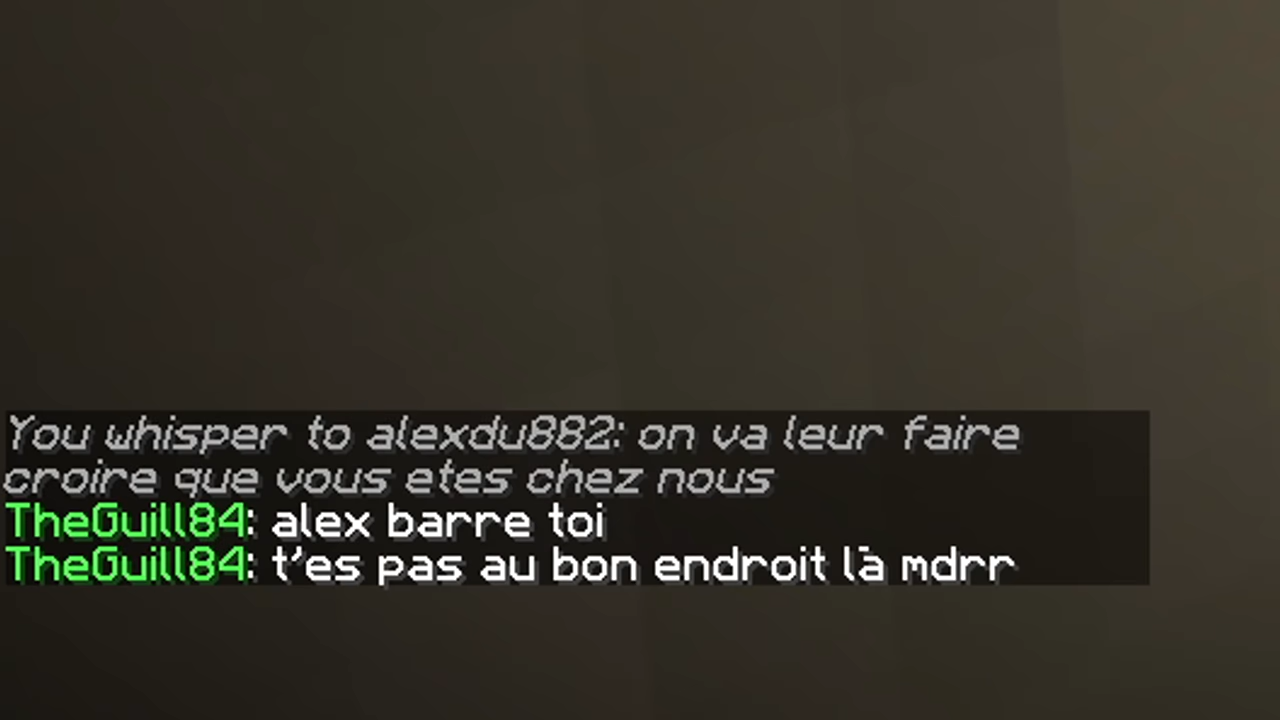 You whisper to alexdu882: on va leur faire
croire que vous etes chez nous
TheGuill84: alex barre toi
TheGuill84: t'es pas au bon endroit là mdrr